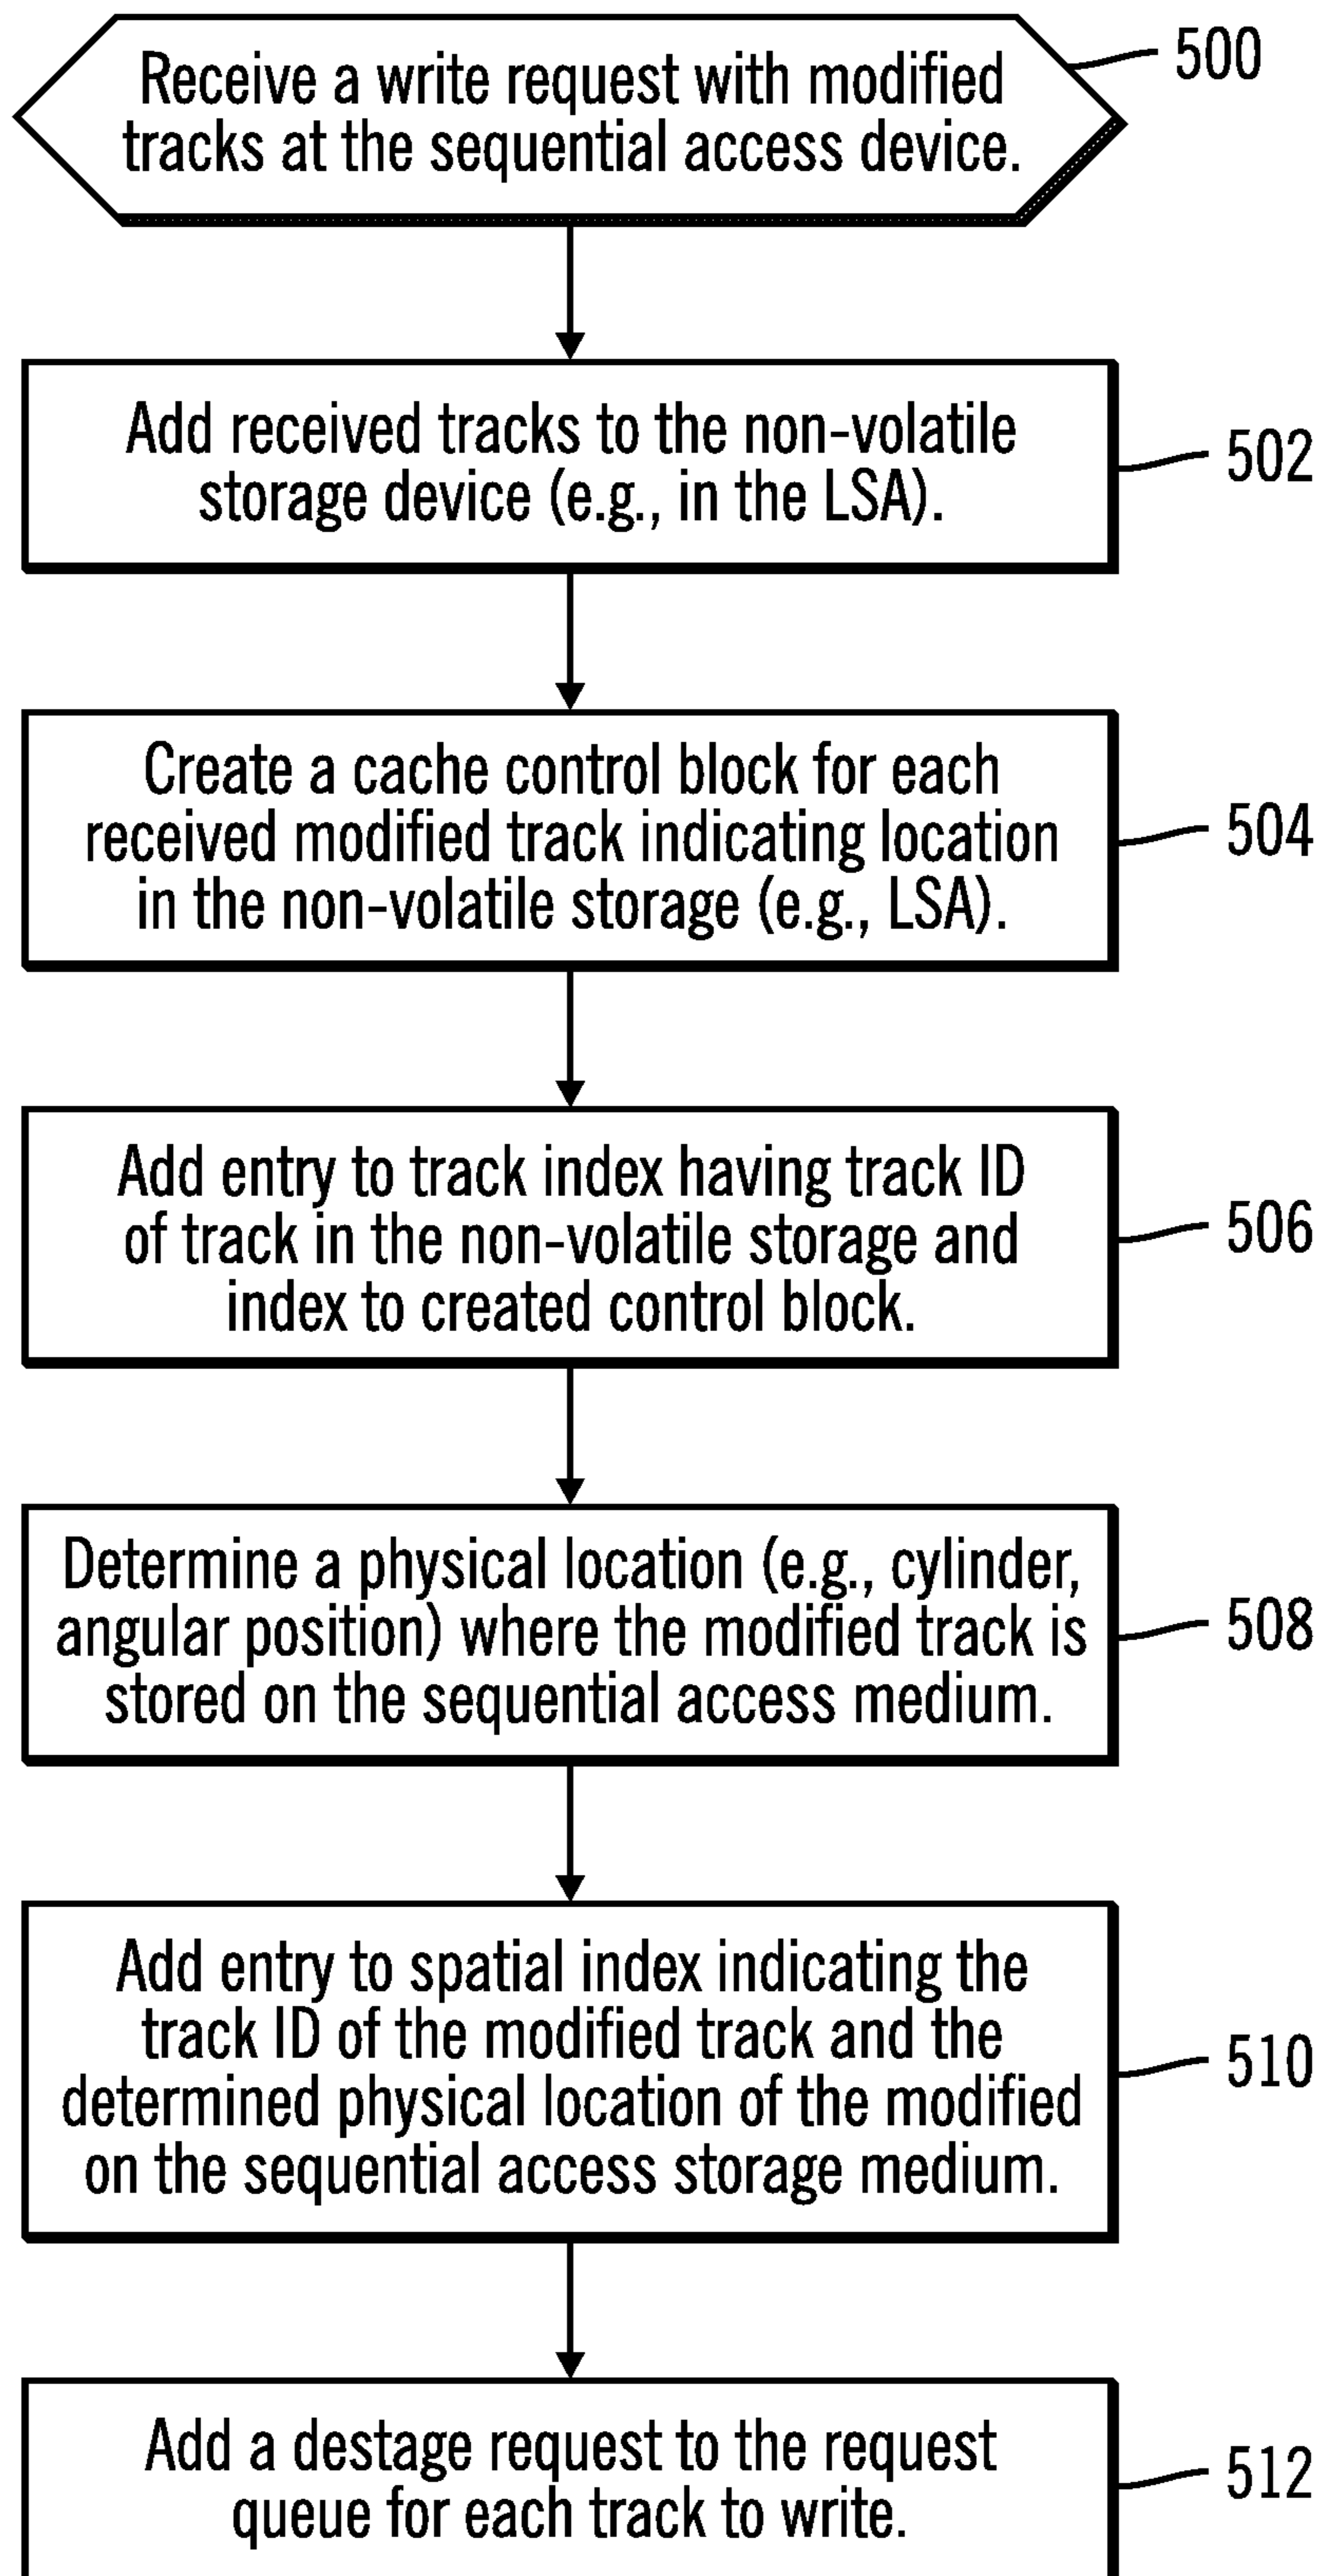 Receive a write request with modified
tracks at the sequential access device.
500
Add received tracks to the non-volatile
storage device (e.g., in the LSA).
502
Create a cache control block for each
received modified track indicating location
in the non-volatile storage (e.g., LSA).
504
Add entry to track index having track ID
of track in the non-volatile storage and
index to created control block.
506
Determine a physical location (e.g., cylinder,
angular position) where the modified track is
stored on the sequential access medium.
508
Add entry to spatial index indicating the
track ID of the modified track and the
determined physical location of the modified
on the sequential access storage medium.
510
Add a destage request to the request
queue for each track to write.
512